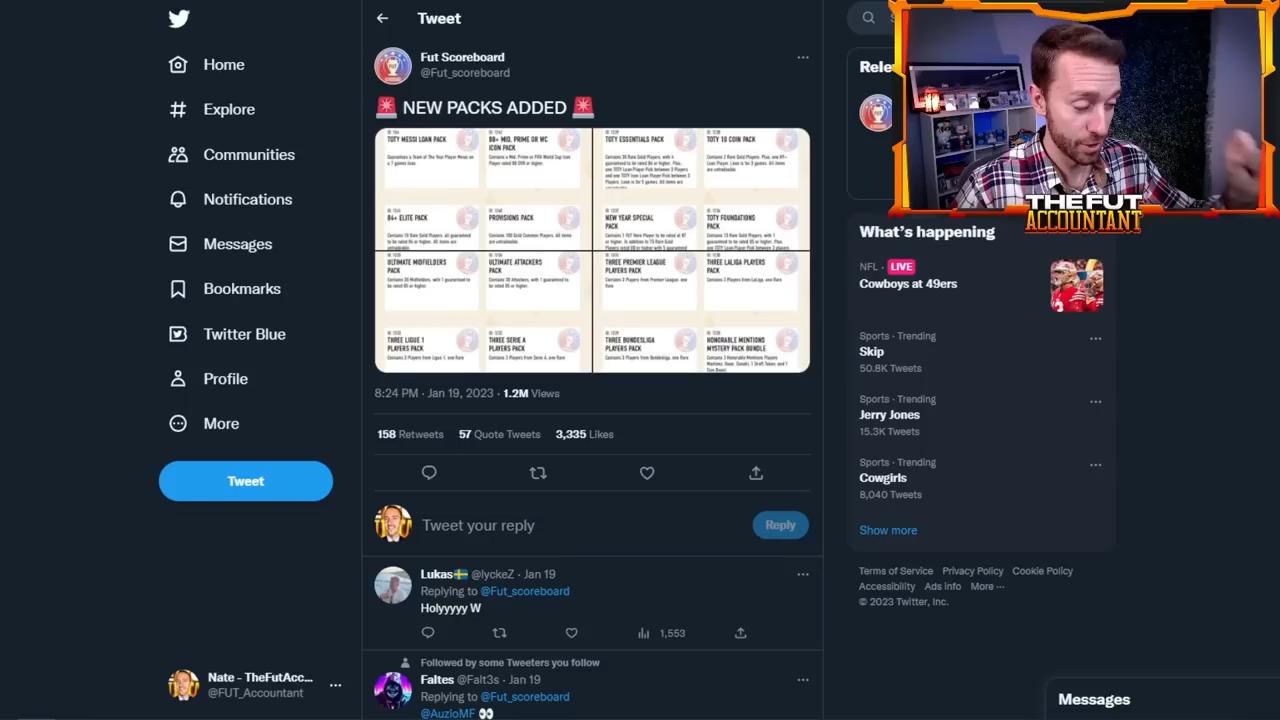 Home
Explore
Communities
Notifications
Messages
Bookmarks
Twitter Blue
Profile
More
Tweet
Nate - TheFutAcc...
@FUT_Accountant
Tweet
Fut Scoreboard
@Fut_scoreboard
NEW PACKS ADDED
TOTY MESSI LOAN PACK
88+ MID, PRIME OR WC
ICON PACK
TOTY ESSENTIALS PACK
TOTY 10 COIN PACK
84+ ELITE PACK
PROVISIONS PACK
NEW YEAR SPECIAL
PACK
TOTY FOUNDATIONS
PACK
ULTIMATE MIDFIELDERS
PACK
ULTIMATE ATTACKERS
PACK
THREE PREMIER LEAGUE
PLAYERS PACK
THREE LALIGA PLAYERS
PACK
THREE LIGUE 1
PLAYERS PACK
THREE SERIE A
PLAYERS PACK
THREE BUNDESLIGA
PLAYERS PACK
HONORABLE MENTIONS
MYSTERY PACK BUNDLE
8:24 PM · Jan 19, 2023 · 1.2M Views
158 Retweets 57 Quote Tweets 3,335 Likes
Tweet your reply
Reply
Lukas @lyckeZ · Jan 19
Replying to @Fut_scoreboard
Holyyyyy W
1,553
Followed by some Tweeters you follow
Faltes @Falt3s · Jan 19
Replying to @Fut_scoreboard
@AuzioMF
Rele
THE FUT
ACCOUNTANT
What's happening
NFL · LIVE
Cowboys at 49ers
Sports · Trending
Skip
50.8K Tweets
Sports · Trending
Jerry Jones
15.3K Tweets
Sports · Trending
Cowgirls
8,040 Tweets
Show more
Terms of Service Privacy Policy Cookie Policy
Accessibility Ads info More ···
© 2023 Twitter, Inc.
Messages